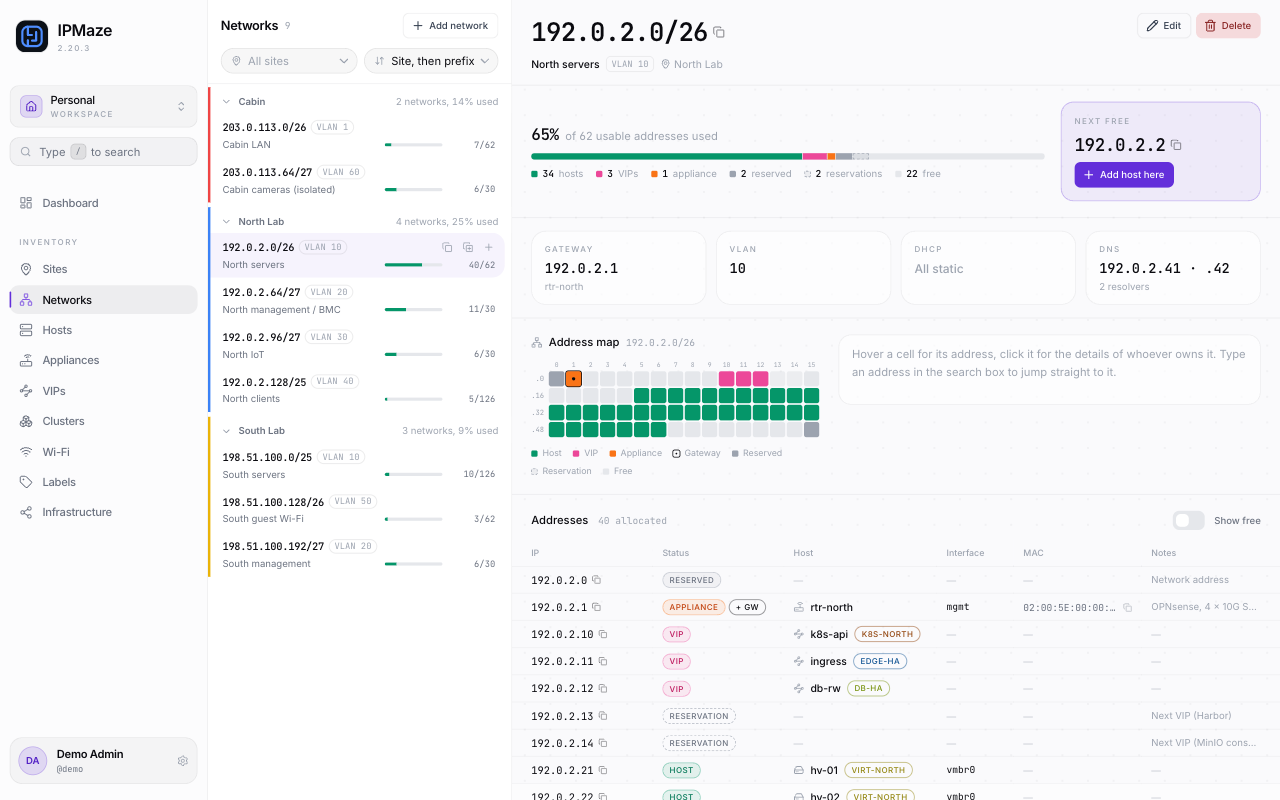 IPMaze
2.20.3
Personal
WORKSPACE
Type / to search
Dashboard
INVENTORY
Sites
Networks
Hosts
Appliances
VIPs
Clusters
Wi-Fi
Labels
Infrastructure
DA
Demo Admin
@demo
Networks 9
Add network
All sites
Site, then prefix
Cabin 2 networks, 14% used
203.0.113.0/26 VLAN 1
Cabin LAN 7/62
203.0.113.64/27 VLAN 60
Cabin cameras (isolated) 6/30
North Lab 4 networks, 25% used
192.0.2.0/26 VLAN 10
North servers 40/62
192.0.2.64/27 VLAN 20
North management / BMC 11/30
192.0.2.96/27 VLAN 30
North IoT 6/30
192.0.2.128/25 VLAN 40
North clients 5/126
South Lab 3 networks, 9% used
198.51.100.0/25 VLAN 10
South servers 10/126
198.51.100.128/26 VLAN 50
South guest Wi-Fi 3/62
198.51.100.192/27 VLAN 20
South management 6/30
192.0.2.0/26
Edit
Delete
North servers VLAN 10 North Lab
65% of 62 usable addresses used
34 hosts 3 VIPs 1 appliance 2 reserved 2 reservations 22 free
NEXT FREE
192.0.2.2
Add host here
GATEWAY
192.0.2.1
rtr-north
VLAN
10
DHCP
All static
DNS
192.0.2.41 · .42
2 resolvers
Address map 192.0.2.0/26
0 1 2 3 4 5 6 7 8 9 10 11 12 13 14 15
.0
.16
.32
.48
Host VIP Appliance Gateway Reserved
Reservation Free
Hover a cell for its address, click it for the details of whoever owns it. Type
an address in the search box to jump straight to it.
Addresses 40 allocated
Show free
IP Status Host Interface MAC Notes
192.0.2.0 RESERVED — — — Network address
192.0.2.1 APPLIANCE + GW rtr-north mgmt 02:00:5E:00:00:… OPNsense, 4 × 10G S…
192.0.2.10 VIP k8s-api K8S-NORTH — — —
192.0.2.11 VIP ingress EDGE-HA — — —
192.0.2.12 VIP db-rw DB-HA — — —
192.0.2.13 RESERVATION — — — Next VIP (Harbor)
192.0.2.14 RESERVATION — — — Next VIP (MinIO cons…
192.0.2.21 HOST hv-01 VIRT-NORTH vmbr0 — —
192.0.2.22 HOST hv-02 VIRT-NORTH vmbr0 — —